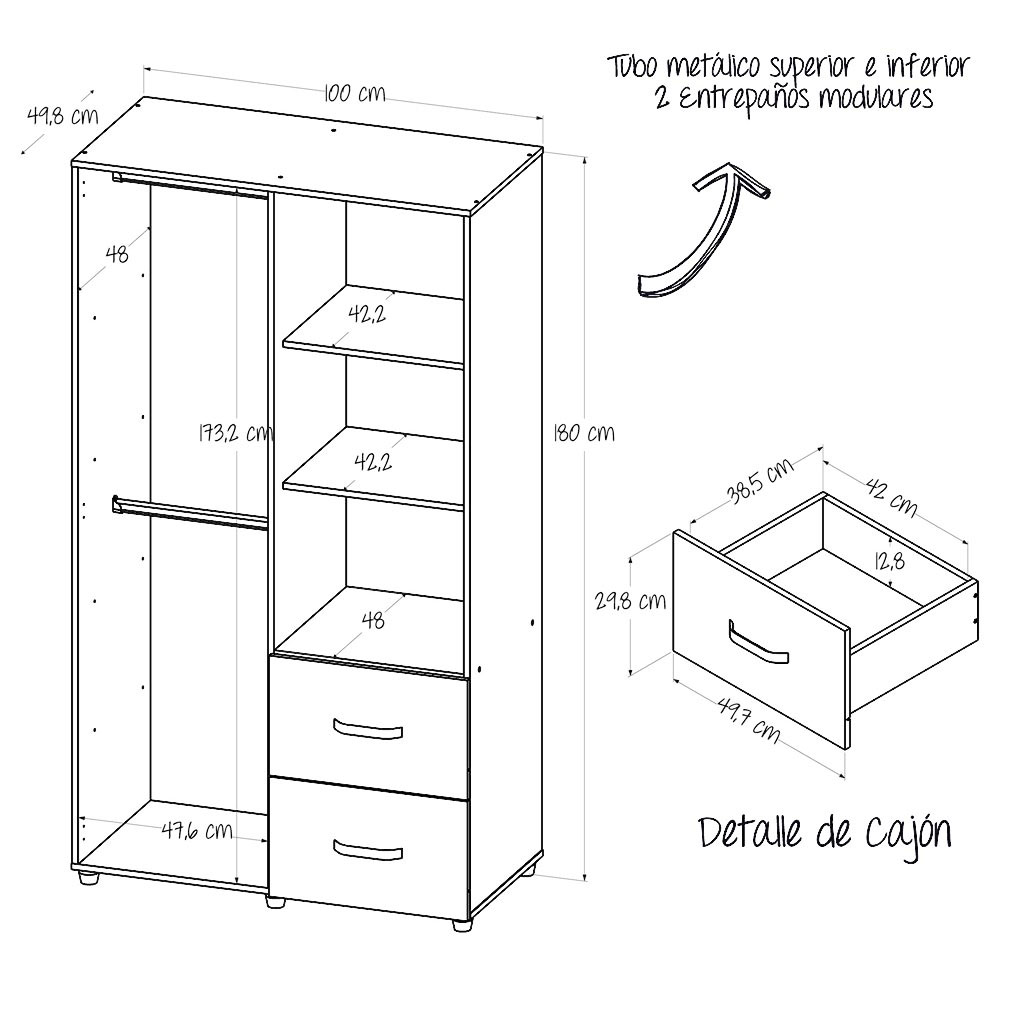 Tubo metálico superior e inferior
2 Entrepaños modulares
100 cm
49,8 cm
48
42,2
173,2 cm
180 cm
42,2
48
47,6 cm
38,5 cm
42 cm
12,8
29,8 cm
49,7 cm
Detalle de Cajón